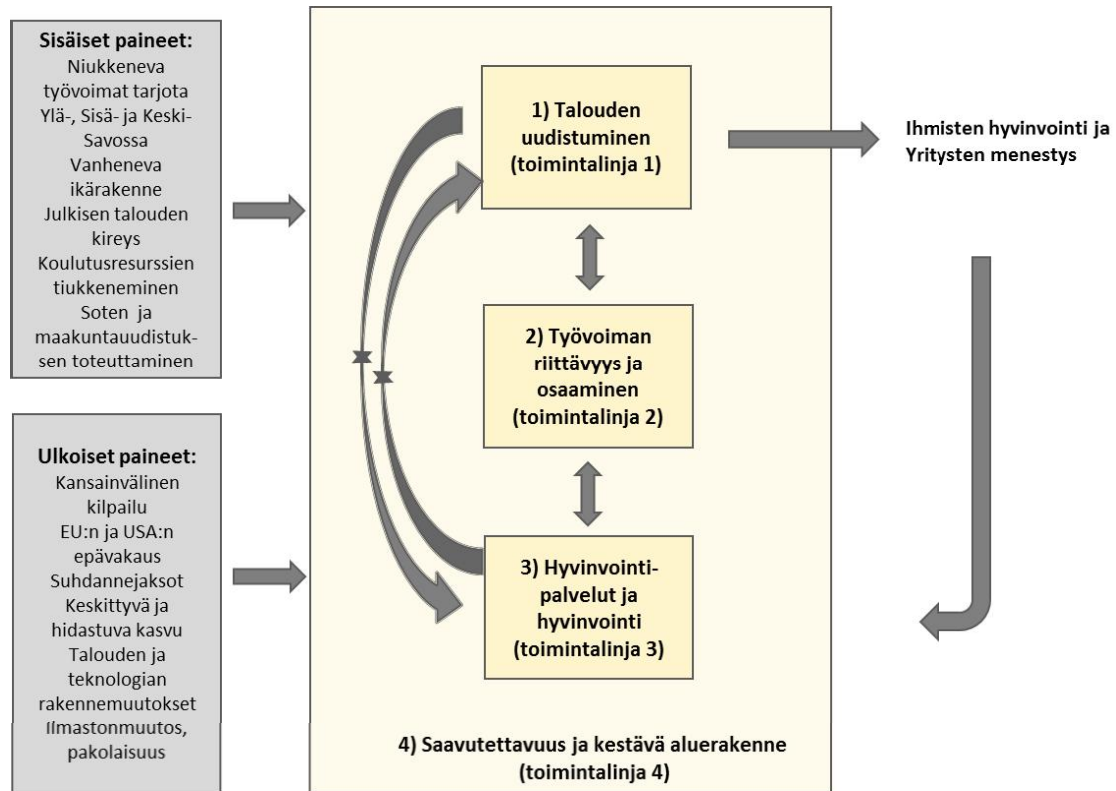 Sisäiset paineet:
Niukkeneva
työvoimat tarjota
Ylä-, Sisä- ja Keski-
Savossa
Vanheneva
ikärakenne
Julkisen talouden
kireys
Koulutusresurssien
tiukkeneminen
Soten ja
maakuntauudistuk-
sen toteuttaminen
Ulkoiset paineet:
Kansainvälinen
kilpailu
EU:n ja USA:n
epävakaus
Suhdannejaksot
Keskittyvä ja
hidastuva kasvu
Talouden ja
teknologian
rakennemuutokset
Ilmastonmuutos,
pakolaisuus
1) Talouden
uudistuminen
(toimintalinja 1)
2) Työvoiman
riittävyys ja
osaaminen
(toimintalinja 2)
3) Hyvinvointi-
palvelut ja
hyvinvointi
(toimintalinja 3)
4) Saavutettavuus ja kestävä aluerakenne
(toimintalinja 4)
Ihmisten hyvinvointi ja
Yritysten menestys